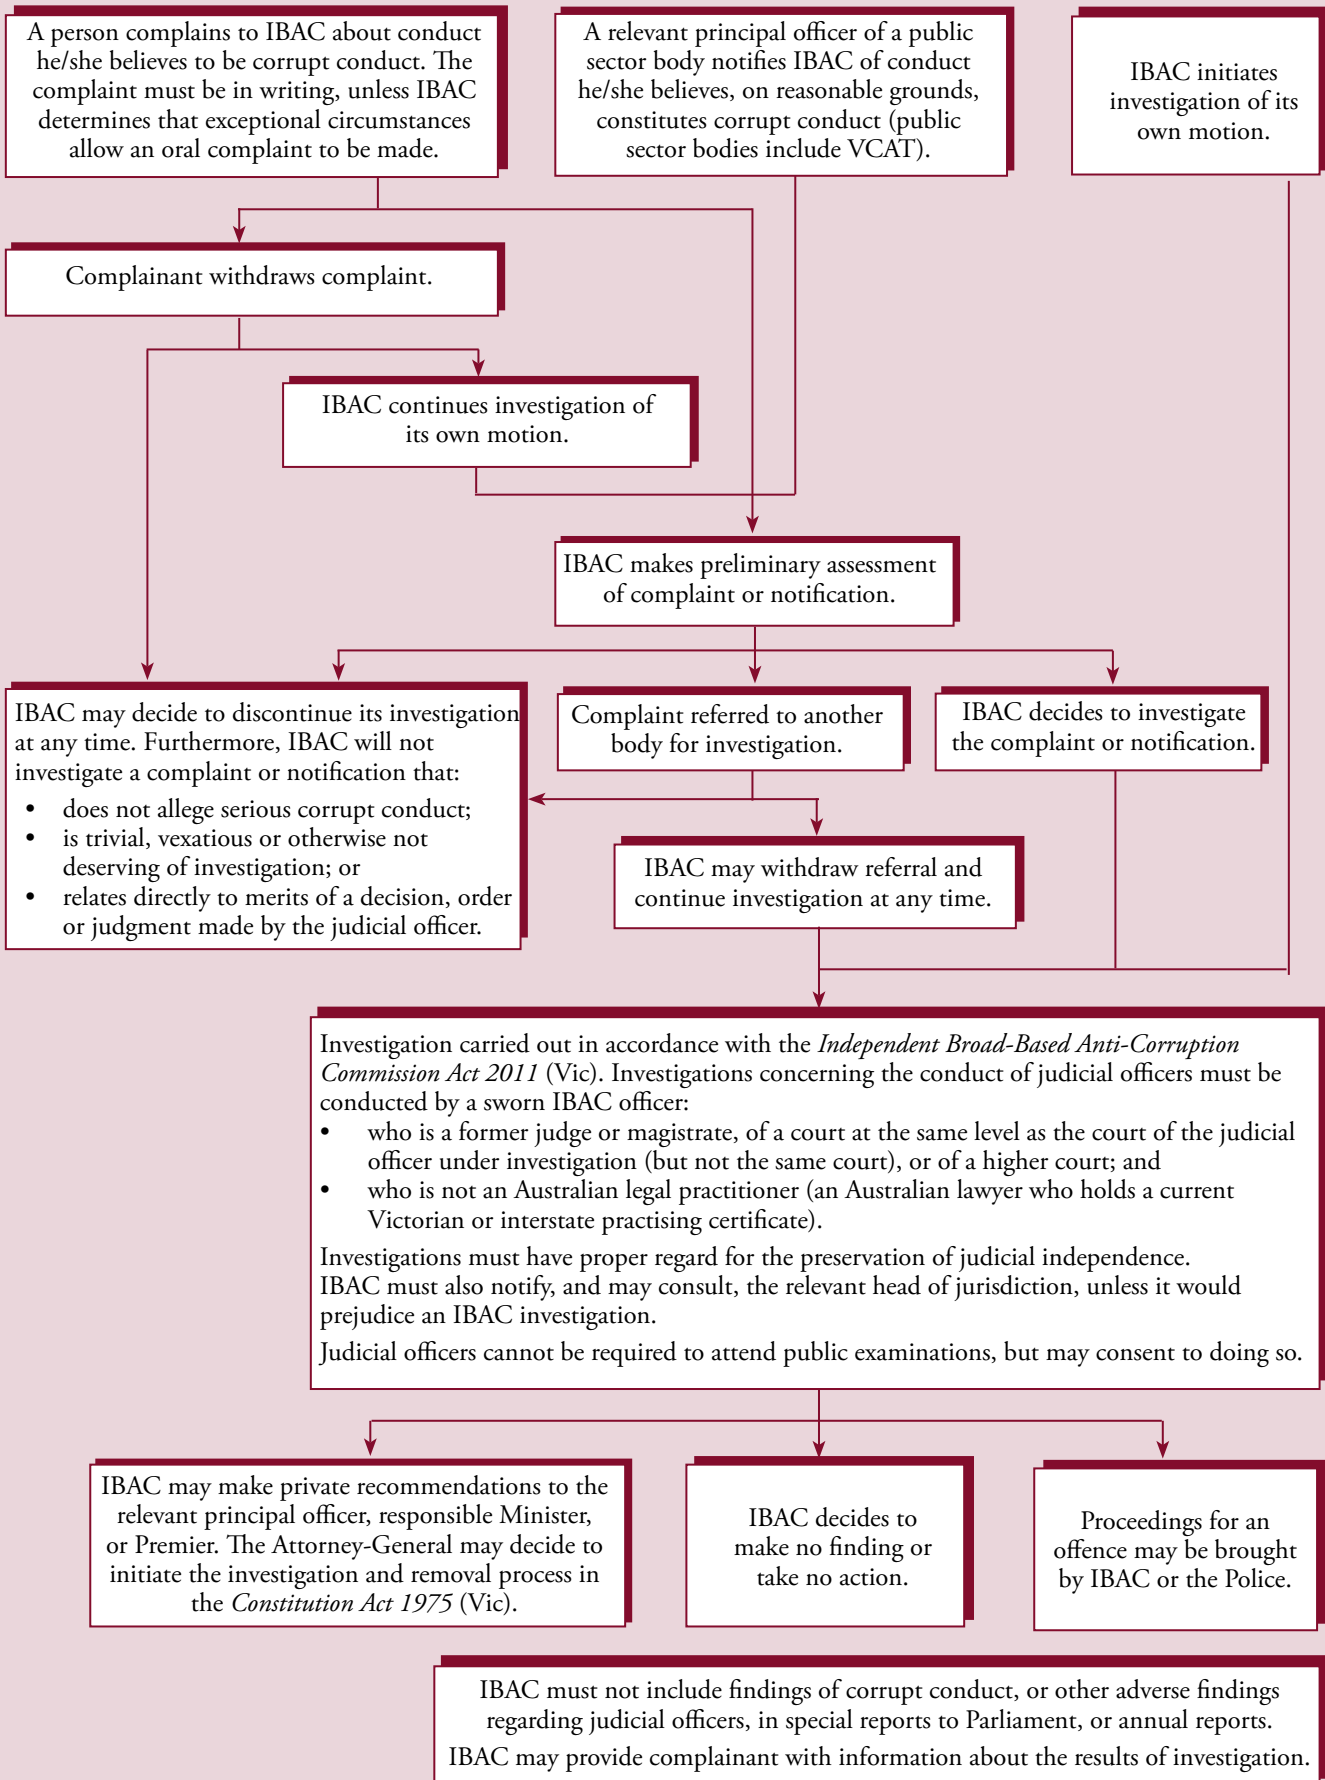 A person complains to IBAC about conduct
he/she believes to be corrupt conduct. The
complaint must be in writing, unless IBAC
determines that exceptional circumstances
allow an oral complaint to be made.
A relevant principal officer of a public
sector body notifies IBAC of conduct
he/she believes, on reasonable grounds,
constitutes corrupt conduct (public
sector bodies include VCAT).
IBAC initiates
investigation of its
own motion.
Complainant withdraws complaint.
IBAC continues investigation of
its own motion.
IBAC makes preliminary assessment
of complaint or notification.
IBAC may decide to discontinue its investigation
at any time. Furthermore, IBAC will not
investigate a complaint or notification that:
• does not allege serious corrupt conduct;
• is trivial, vexatious or otherwise not
deserving of investigation; or
• relates directly to merits of a decision, order
or judgment made by the judicial officer.
Complaint referred to another
body for investigation.
IBAC decides to investigate
the complaint or notification.
IBAC may withdraw referral and
continue investigation at any time.
Investigation carried out in accordance with the Independent Broad-Based Anti-Corruption
Commission Act 2011 (Vic). Investigations concerning the conduct of judicial officers must be
conducted by a sworn IBAC officer:
• who is a former judge or magistrate, of a court at the same level as the court of the judicial
officer under investigation (but not the same court), or of a higher court; and
• who is not an Australian legal practitioner (an Australian lawyer who holds a current
Victorian or interstate practising certificate).
Investigations must have proper regard for the preservation of judicial independence.
IBAC must also notify, and may consult, the relevant head of jurisdiction, unless it would
prejudice an IBAC investigation.
Judicial officers cannot be required to attend public examinations, but may consent to doing so.
IBAC may make private recommendations to the
relevant principal officer, responsible Minister,
or Premier. The Attorney-General may decide to
initiate the investigation and removal process in
the Constitution Act 1975 (Vic).
IBAC decides to
make no finding or
take no action.
Proceedings for an
offence may be brought
by IBAC or the Police.
IBAC must not include findings of corrupt conduct, or other adverse findings
regarding judicial officers, in special reports to Parliament, or annual reports.
IBAC may provide complainant with information about the results of investigation.